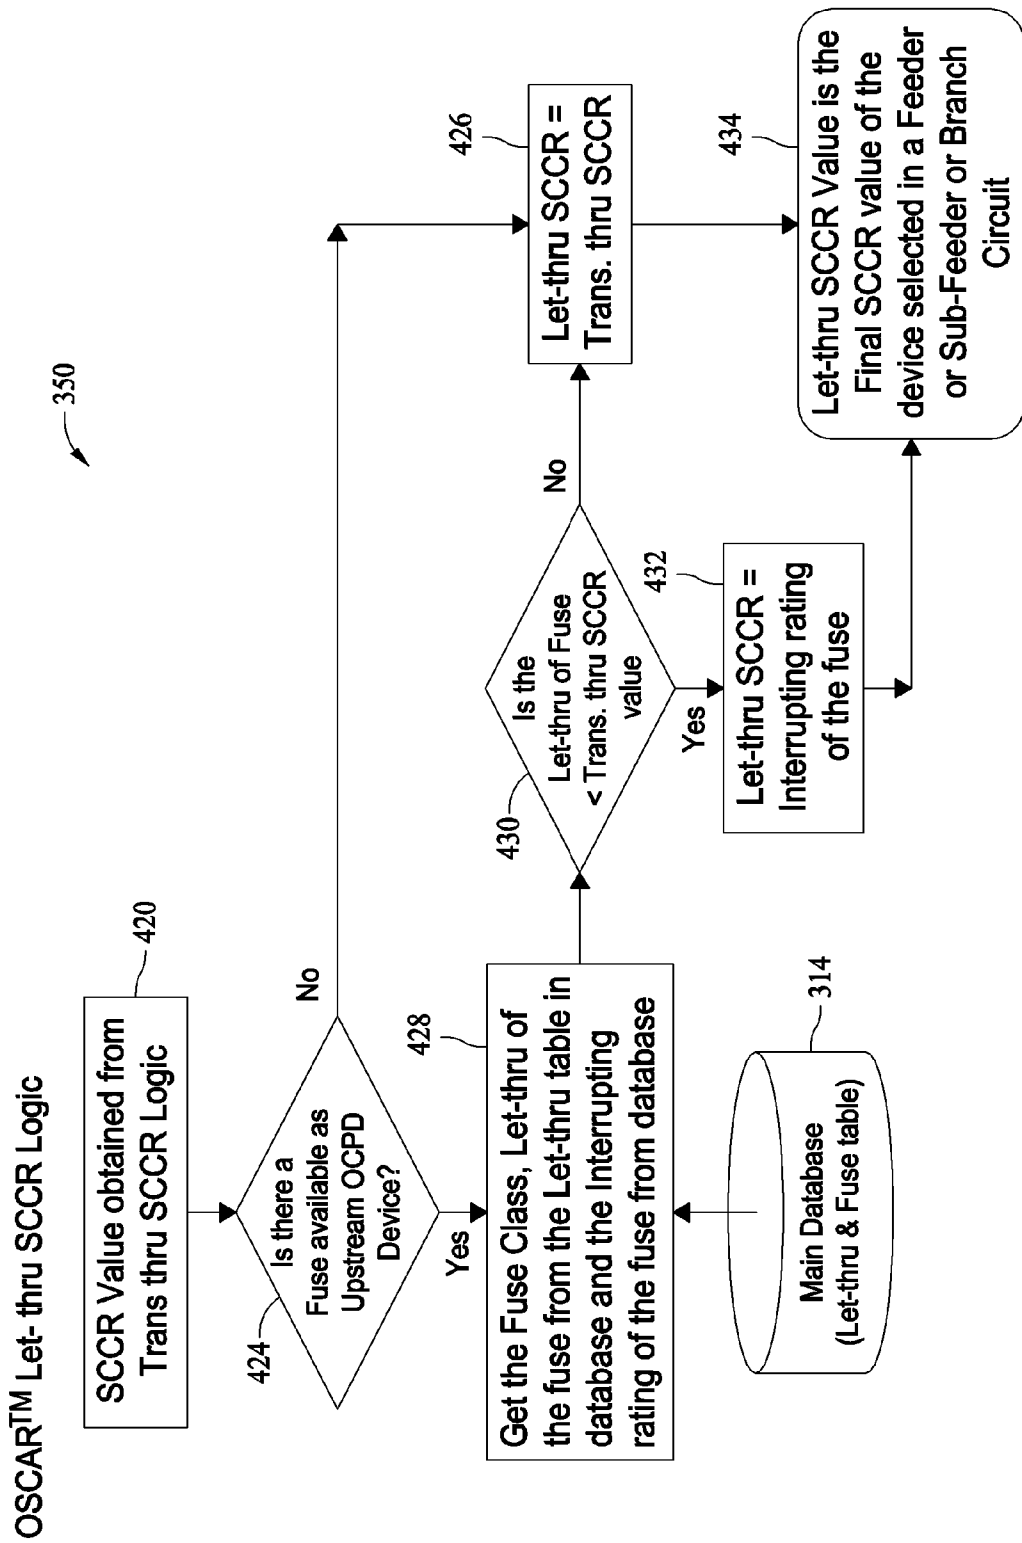 OSCAR™ Let- thru SCCR Logic
350
420
SCCR Value obtained from
Trans thru SCCR Logic
424
Is there a
Fuse available as
Upstream OCPD
Device?
No
Yes
428
Get the Fuse Class, Let-thru of
the fuse from the Let-thru table in
database and the Interrupting
rating of the fuse from database
314
Main Database
(Let-thru & Fuse table)
430
Is the
Let-thru of Fuse
< Trans. thru SCCR
value
No
Yes
426
Let-thru SCCR =
Trans. thru SCCR
432
Let-thru SCCR =
Interrupting rating
of the fuse
434
Let-thru SCCR Value is the
Final SCCR value of the
device selected in a Feeder
or Sub-Feeder or Branch
Circuit